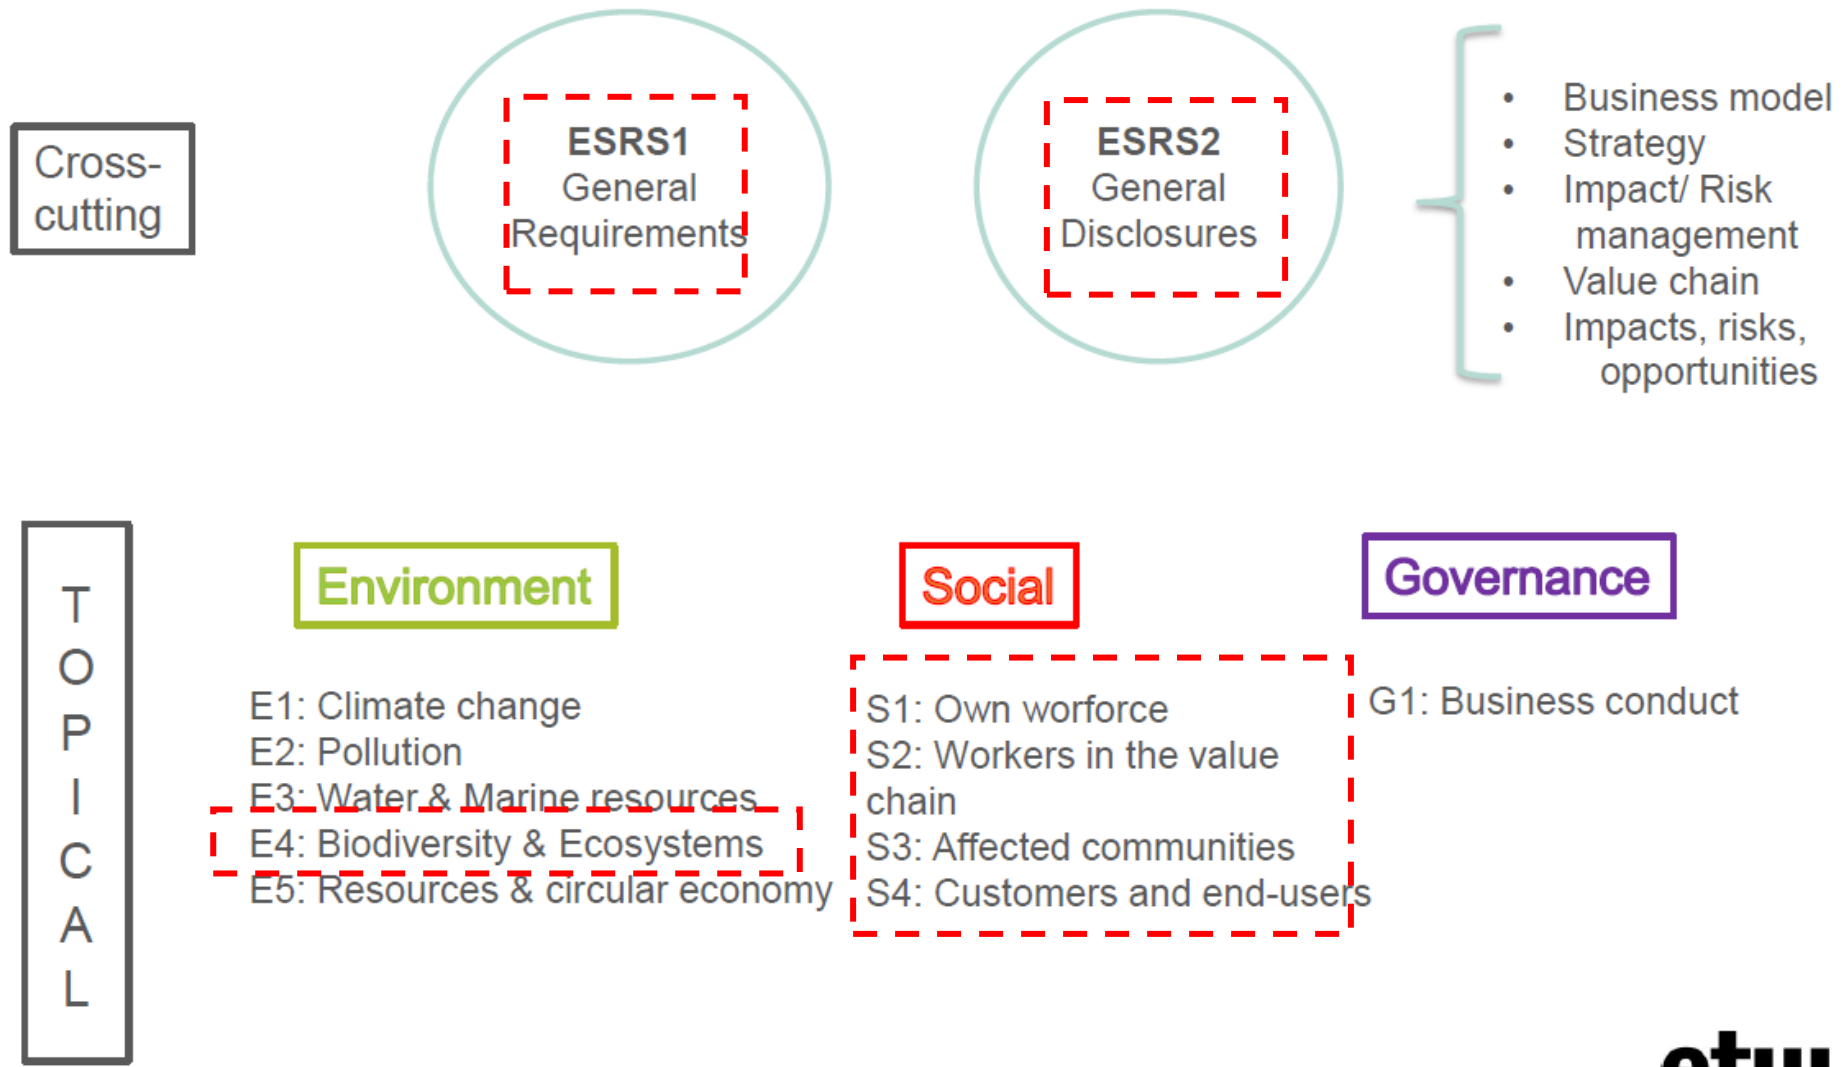 Cross-
cutting
ESRS1
General
Requirements
ESRS2
General
Disclosures
• Business model
• Strategy
• Impact/ Risk
management
• Value chain
• Impacts, risks,
opportunities
T
O
P
I
C
A
L
Environment
E1: Climate change
E2: Pollution
E3: Water & Marine resources
E4: Biodiversity & Ecosystems
E5: Resources & circular economy
Social
S1: Own worforce
S2: Workers in the value
chain
S3: Affected communities
S4: Customers and end-users
Governance
G1: Business conduct